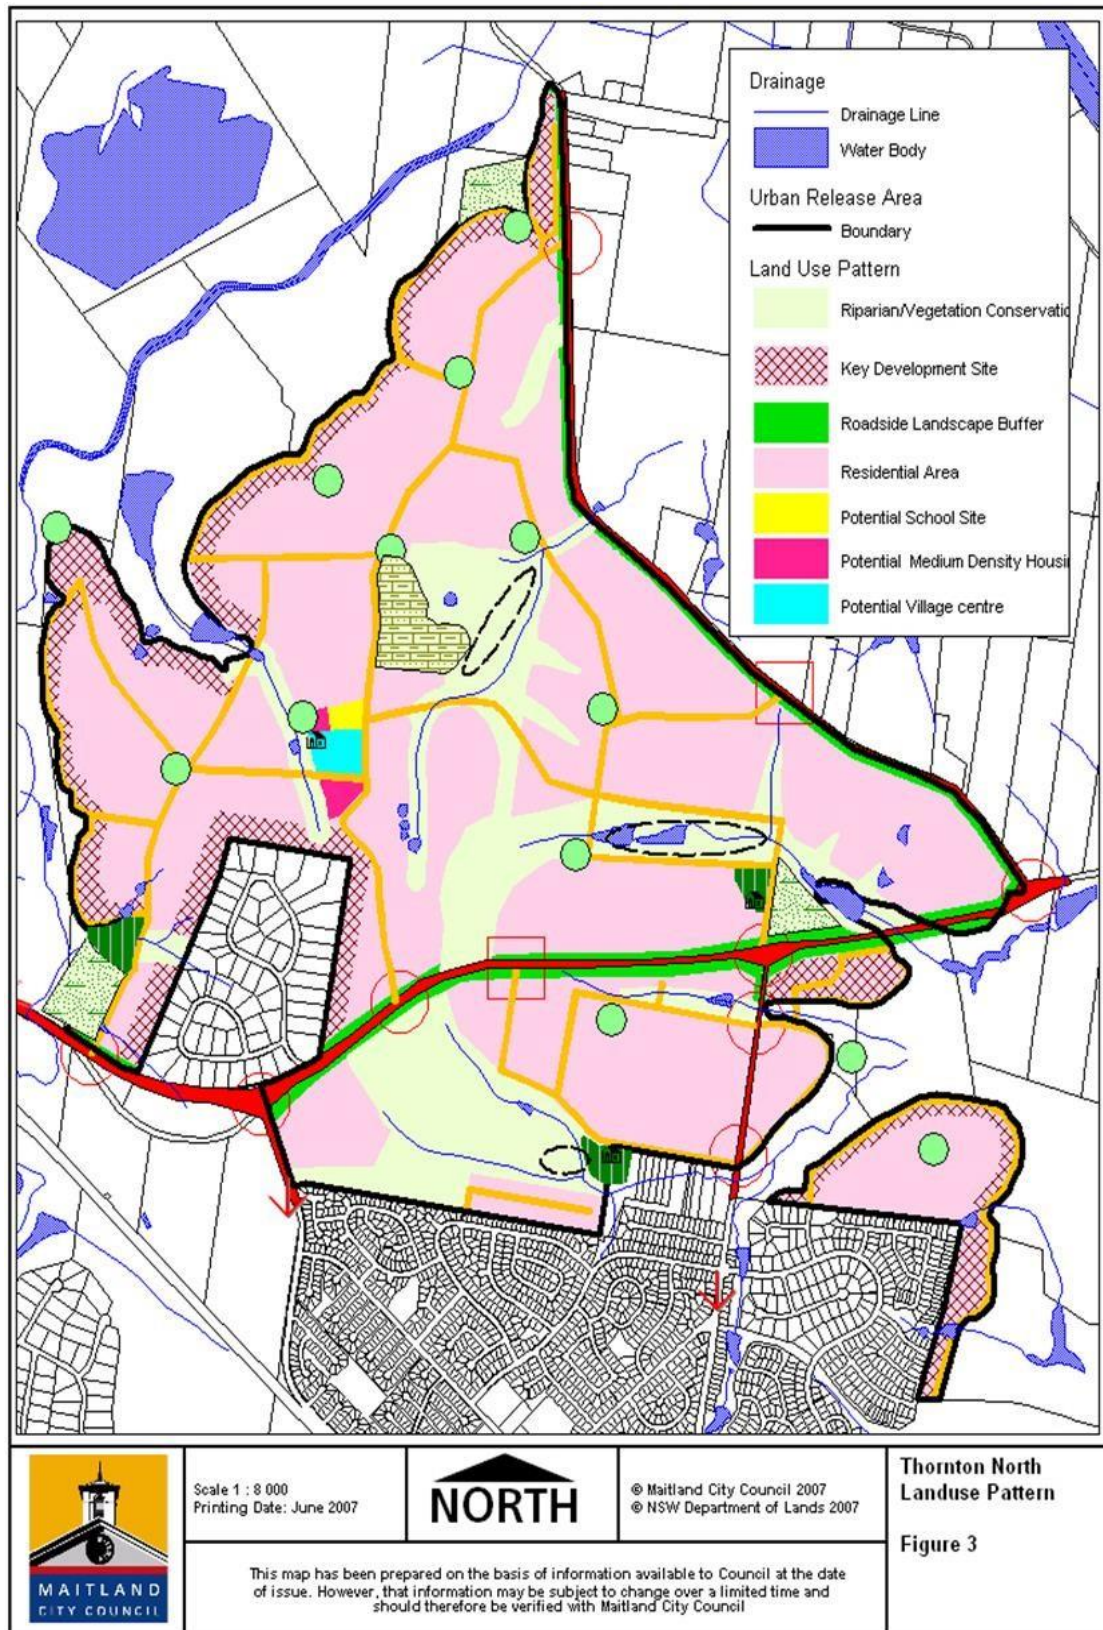 Drainage
Drainage Line
Water Body
Urban Release Area
Boundary
Land Use Pattern
Riparian/Vegetation Conservatio
Key Development Site
Roadside Landscape Buffer
Residential Area
Potential School Site
Potential Medium Density Housi
Potential Village centre
MAITLAND
CITY COUNCIL
Scale 1 : 8 000
Printing Date: June 2007
NORTH
© Maitland City Council 2007
© NSW Department of Lands 2007
This map has been prepared on the basis of information available to Council at the date
of issue. However, that information may be subject to change over a limited time and
should therefore be verified with Maitland City Council
Thornton North
Landuse Pattern
Figure 3